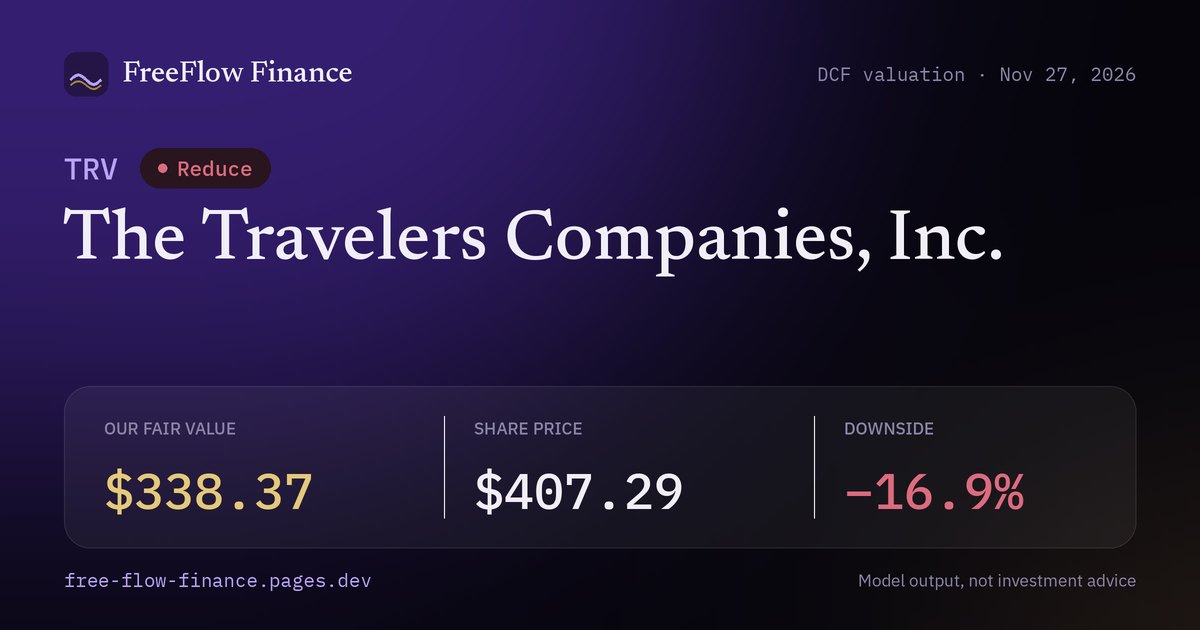 FreeFlow Finance
DCF valuation · Nov 27, 2026
TRV
Reduce
The Travelers Companies, Inc.
OUR FAIR VALUE
$338.37
SHARE PRICE
$407.29
DOWNSIDE
−16.9%
free-flow-finance.pages.dev
Model output, not investment advice